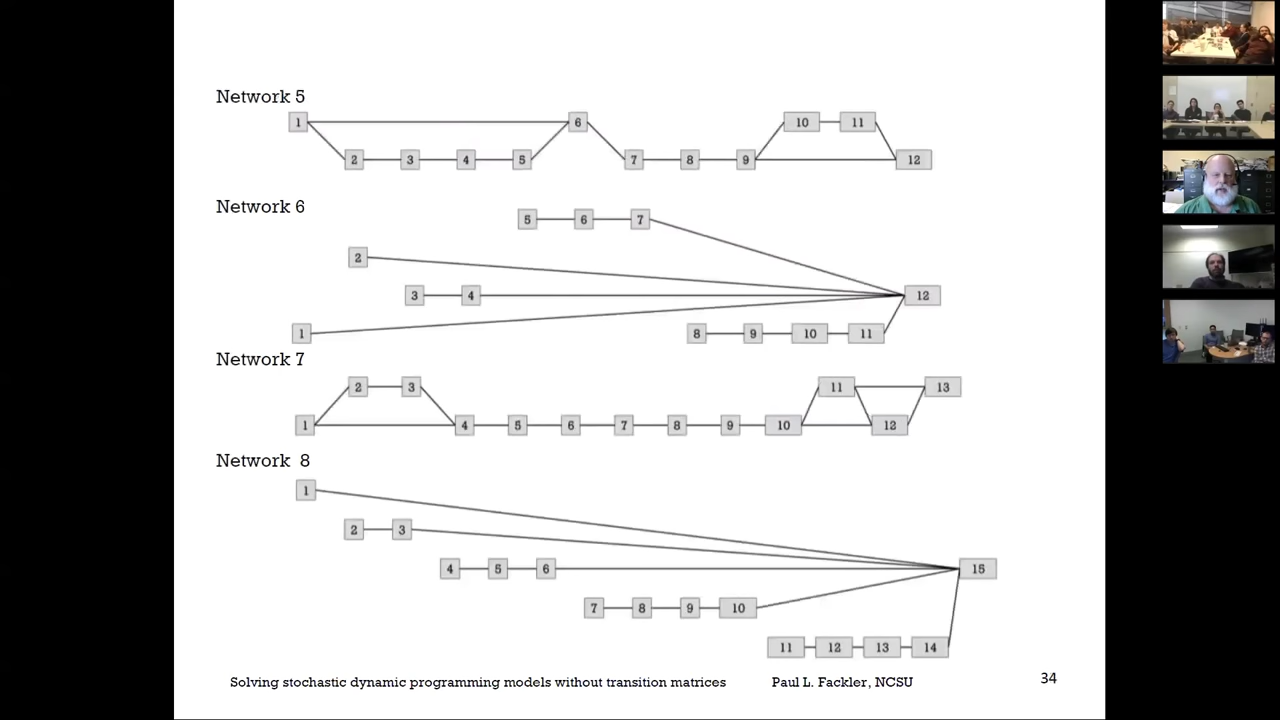 Network 5
1 6 10 11
2 3 4 5 7 8 9 12
Network 6
5 6 7
2
3 4 12
1 8 9 10 11
Network 7
2 3 11 13
1 4 5 6 7 8 9 10 12
Network 8
1
2 3
4 5 6 15
7 8 9 10
11 12 13 14
Solving stochastic dynamic programming models without transition matrices Paul L. Fackler, NCSU 34